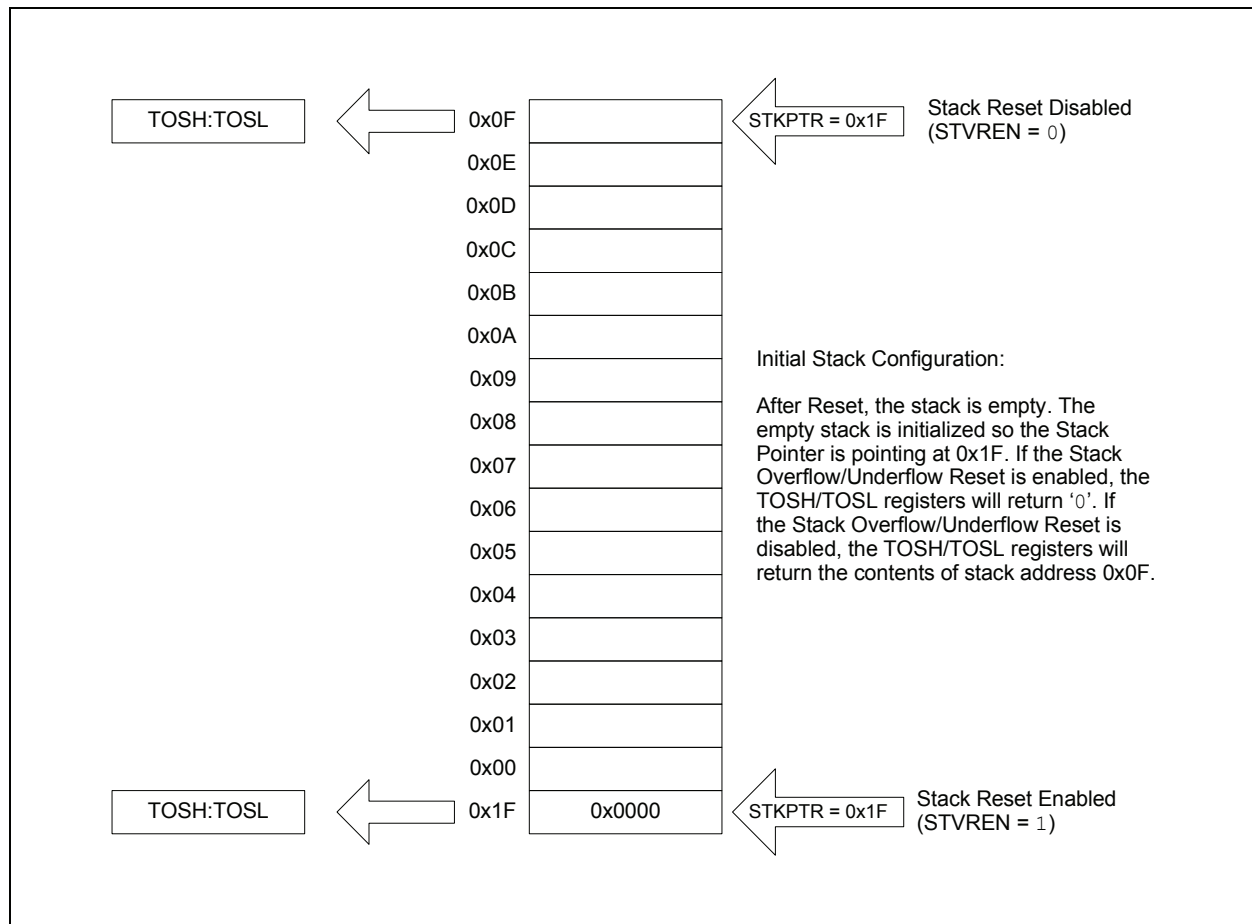 TOSH:TOSL
0x0F
STKPTR = 0x1F
Stack Reset Disabled
(STVREN = 0)
0x0E
0x0D
0x0C
0x0B
0x0A
0x09
0x08
0x07
0x06
0x05
0x04
0x03
0x02
0x01
0x00
Initial Stack Configuration:
After Reset, the stack is empty. The
empty stack is initialized so the Stack
Pointer is pointing at 0x1F. If the Stack
Overflow/Underflow Reset is enabled, the
TOSH/TOSL registers will return ‘0’. If
the Stack Overflow/Underflow Reset is
disabled, the TOSH/TOSL registers will
return the contents of stack address 0x0F.
TOSH:TOSL
0x1F
0x0000
STKPTR = 0x1F
Stack Reset Enabled
(STVREN = 1)